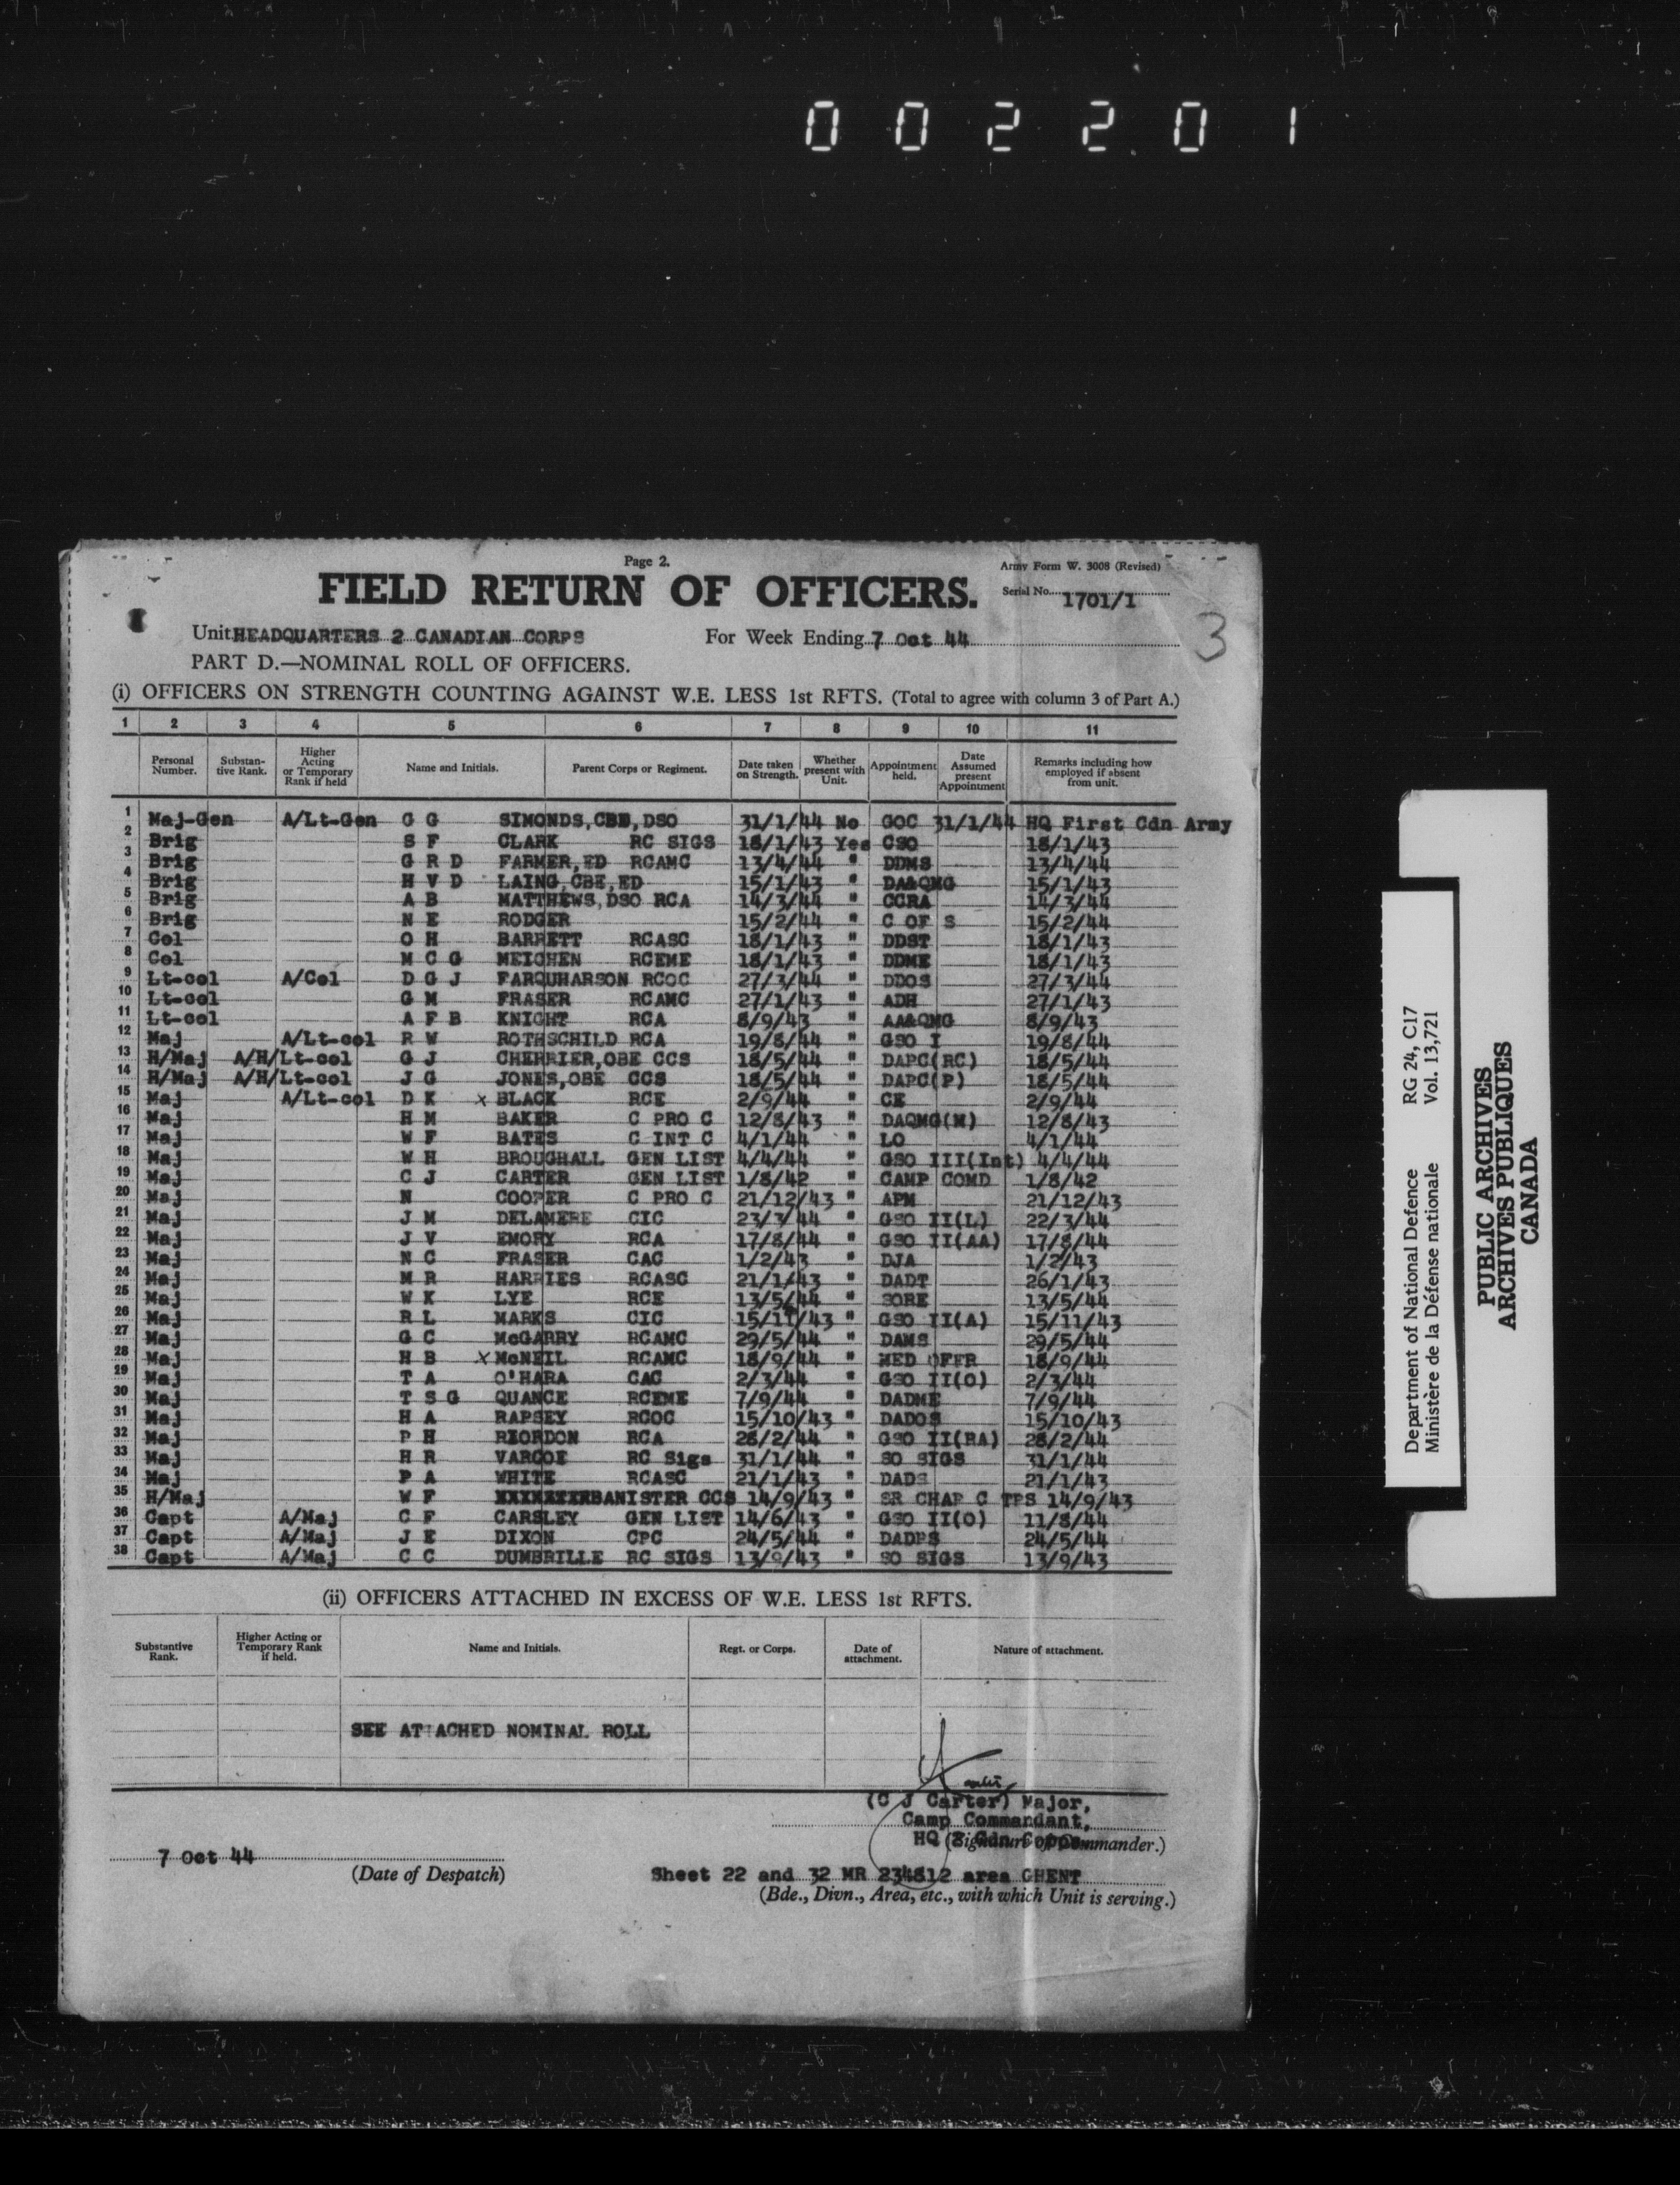 002201
Page 2.
Army Form W. 3008 (Revised)
FIELD RETURN OF OFFICERS.
Serial No. 1701/1
3
Unit HEADQUARTERS 2 CANADIAN CORPS For Week Ending 7 Oct 44
PART D.—NOMINAL ROLL OF OFFICERS.
(i) OFFICERS ON STRENGTH COUNTING AGAINST W.E. LESS 1st RFTS. (Total to agree with column 3 of Part A.)
1 2 3 4 5 6 7 8 9 10 11
Personal Number. Substan-tive Rank. Higher Acting or Temporary Rank if held Name and Initials. Parent Corps or Regiment. Date taken on Strength. Whether present with Unit. Appointment held. Date Assumed present Appointment Remarks including how employed if absent from unit.
1 Maj-Gen A/Lt-Gen G G SIMONDS,CBE,DSO 31/1/44 No GOC 31/1/44 HQ First Cdn Army
2 Brig S F CLARK RC SIGS 18/1/43 Yes CSO 18/1/43
3 Brig G R D FARMER,ED RCAMC 13/4/44 " DDMS 13/4/44
4 Brig H V D LAING,CBE,ED 15/1/43 " DA&QMG 15/1/43
5 Brig A B MATTHEWS,DSO RCA 14/3/44 " CCRA 14/3/44
6 Brig N E RODGER 15/2/44 " C OF S 15/2/44
7 Col O H BARRETT RCASC 18/1/43 " DDST 18/1/43
8 Col M C G MEIGHEN RCEME 18/1/43 " DDME 18/1/43
9 Lt-col A/Col D G J FARQUHARSON RCOC 27/3/44 " DDOS 27/3/44
10 Lt-col G M FRASER RCAMC 27/1/43 " ADH 27/1/43
11 Lt-col A F B KNIGHT RCA 8/9/43 " AA&QMG 8/9/43
12 Maj A/Lt-col R W ROTHSCHILD RCA 19/8/44 " GSO I 19/8/44
13 H/Maj A/H/Lt-col G J CHERRIER,OBE CCS 18/5/44 " DAPC(RC) 18/5/44
14 H/Maj A/H/Lt-col J G JONES,OBE CCS 18/5/44 " DAPC(P) 18/5/44
15 Maj A/Lt-col D K x BLACK RCE 2/9/44 " CE 2/9/44
16 Maj H M BAKER C PRO C 12/8/43 " DAQMG(M) 12/8/43
17 Maj W F BATES C INT C 4/1/44 " LO 4/1/44
18 Maj W H BROUGHALL GEN LIST 4/4/44 " GSO III(Int) 4/4/44
19 Maj C J CARTER GEN LIST 1/8/42 " CAMP COMD 1/8/42
20 Maj N COOPER C PRO C 21/12/43 " APM 21/12/43
21 Maj J M DELAMERE CIC 23/3/44 " GSO II(L) 22/3/44
22 Maj J V EMORY RCA 17/8/44 " GSO II(AA) 17/8/44
23 Maj N C FRASER CAC 1/2/43 " DJA 1/2/43
24 Maj M R HARRIES RCASC 21/1/43 " DADT 26/1/43
25 Maj W K LYE RCE 13/5/44 " SORE 13/5/44
26 Maj R L MARKS CIC 15/11/43 " GSO II(A) 15/11/43
27 Maj G C McGARRY RCAMC 29/5/44 " DAMS 29/5/44
28 Maj H B x McNEIL RCAMC 18/9/44 " MED OFFR 18/9/44
29 Maj T A O'HARA CAC 2/3/44 " GSO II(O) 2/3/44
30 Maj T S G QUANCE RCEME 7/9/44 " DADME 7/9/44
31 Maj H A RAPSEY RCOC 15/10/43 " DADOS 15/10/43
32 Maj P H REORDON RCA 28/2/44 " GSO II(RA) 28/2/44
33 Maj H R VARCOE RC Sigs 31/1/44 " SO SIGS 31/1/44
34 Maj P A WHITE RCASC 21/1/43 " DADS 21/1/43
35 H/Maj W F BANISTER CCS 14/9/43 " SR CHAP C TPS 14/9/43
36 Capt A/Maj C F CARSLEY GEN LIST 14/6/43 " GSO II(O) 11/8/44
37 Capt A/Maj J E DIXON CPC 24/5/44 " DADPS 24/5/44
38 Capt A/Maj C C DUMBRILLE RC SIGS 13/9/43 " SO SIGS 13/9/43
(ii) OFFICERS ATTACHED IN EXCESS OF W.E. LESS 1st RFTS.
Substantive Rank. Higher Acting or Temporary Rank if held. Name and Initials. Regt. or Corps. Date of attachment. Nature of attachment.
SEE ATTACHED NOMINAL ROLL
(C J Carter) Major,
Camp Commandant,
HQ 2 Cdn Corps
(Signature of Commander.)
7 Oct 44
(Date of Despatch)
Sheet 22 and 32 MR 234812 area GHENT
(Bde., Divn., Area, etc., with which Unit is serving.)
Department of National Defence RG 24, C17
Ministère de la Défense nationale Vol. 13,721
PUBLIC ARCHIVES
ARCHIVES PUBLIQUES
CANADA